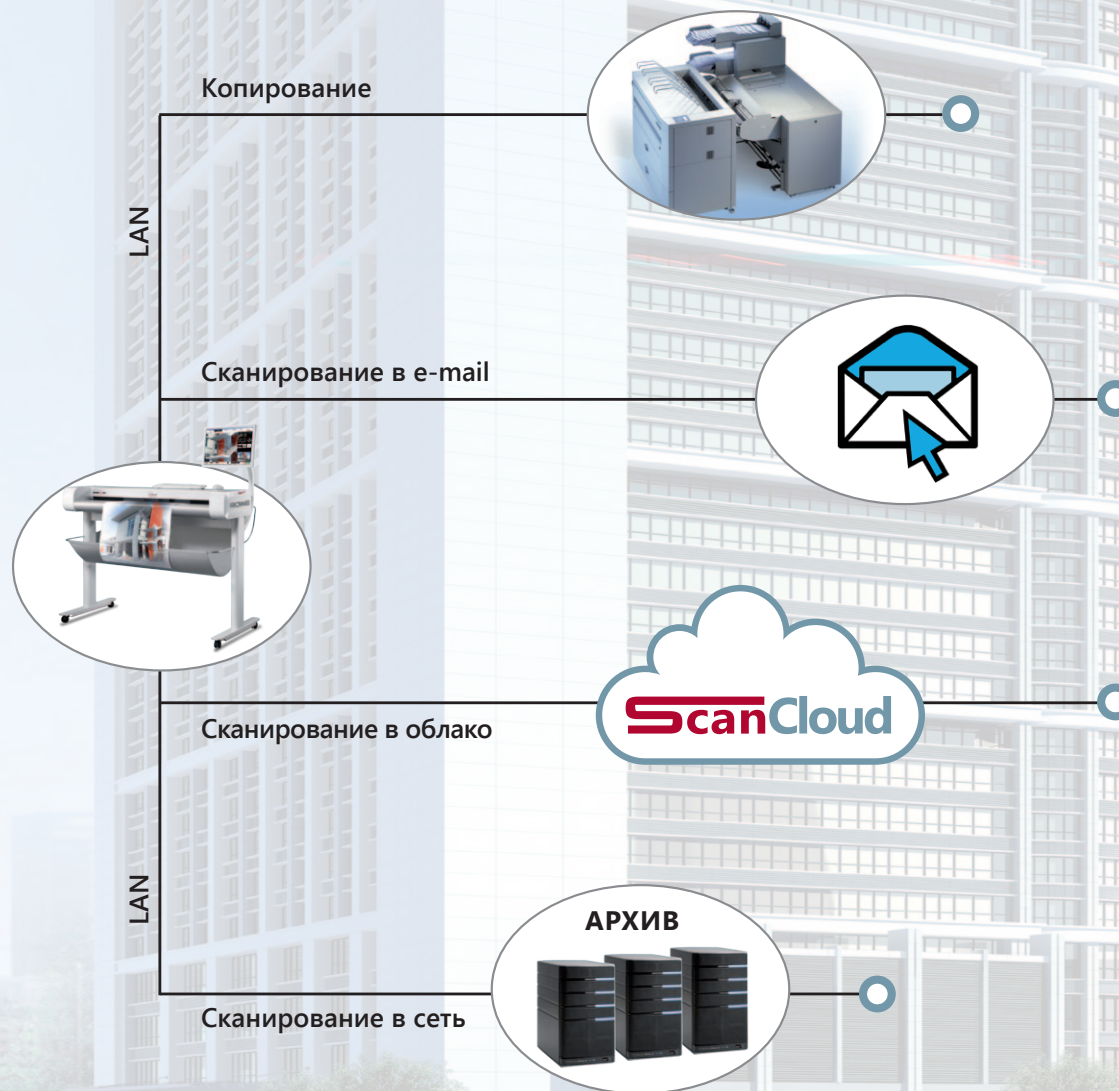 Копирование
LAN
Сканирование в e-mail
ScanCloud
Сканирование в облако
LAN
АРХИВ
Сканирование в сеть